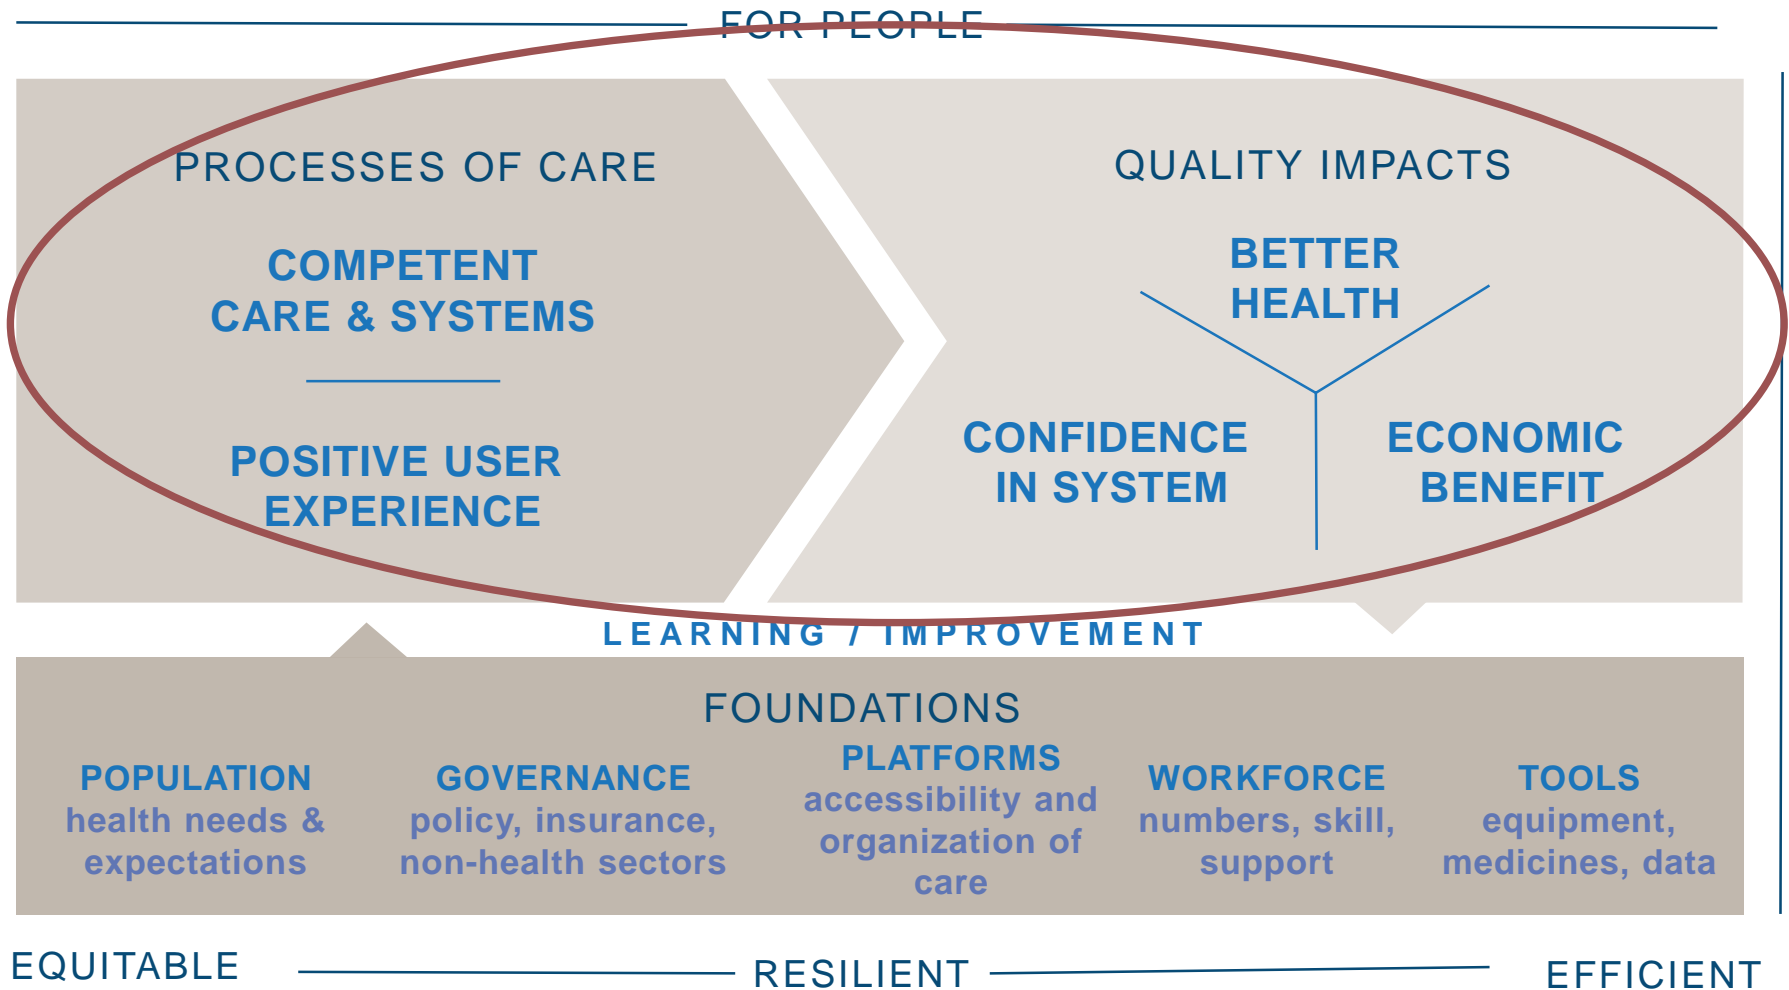 FOR PEOPLE
PROCESSES OF CARE
COMPETENT
CARE & SYSTEMS
POSITIVE USER
EXPERIENCE
QUALITY IMPACTS
BETTER
HEALTH
CONFIDENCE
IN SYSTEM
ECONOMIC
BENEFIT
LEARNING / IMPROVEMENT
FOUNDATIONS
POPULATION
health needs &
expectations
GOVERNANCE
policy, insurance,
non-health sectors
PLATFORMS
accessibility and
organization of
care
WORKFORCE
numbers, skill,
support
TOOLS
equipment,
medicines, data
EQUITABLE
RESILIENT
EFFICIENT